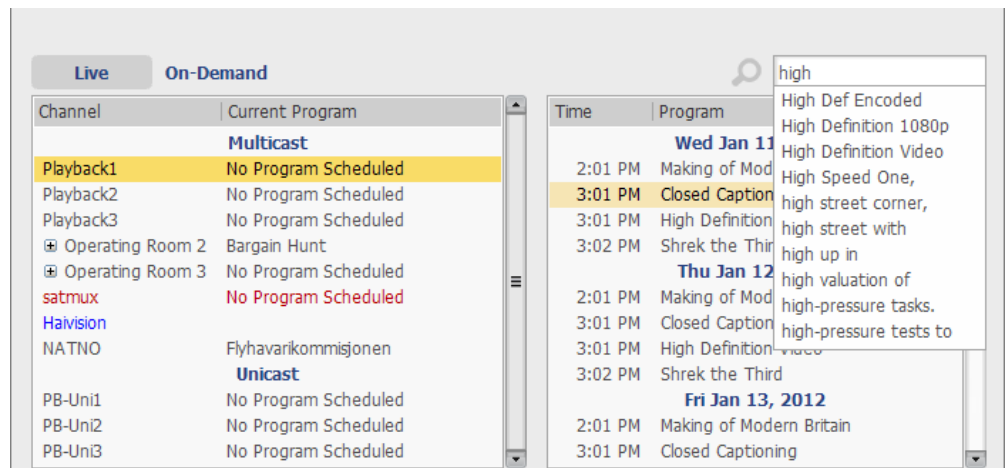 Live On-Demand
high
Channel Current Program
Multicast
Playback1 No Program Scheduled
Playback2 No Program Scheduled
Playback3 No Program Scheduled
Operating Room 2 Bargain Hunt
Operating Room 3 No Program Scheduled
satmux No Program Scheduled
Haivision
NATNO Flyhavarikommisjonen
Unicast
PB-Uni1 No Program Scheduled
PB-Uni2 No Program Scheduled
PB-Uni3 No Program Scheduled
Time Program
Wed Jan 11
2:01 PM Making of Mod
3:01 PM Closed Caption
3:01 PM High Definition
3:02 PM Shrek the Thir
Thu Jan 12
2:01 PM Making of Mod
3:01 PM Closed Caption
3:01 PM High Definition Video
3:02 PM Shrek the Third
Fri Jan 13, 2012
2:01 PM Making of Modern Britain
3:01 PM Closed Captioning
High Def Encoded
High Definition 1080p
High Definition Video
High Speed One,
high street corner,
high street with
high up in
high valuation of
high-pressure tasks.
high-pressure tests to